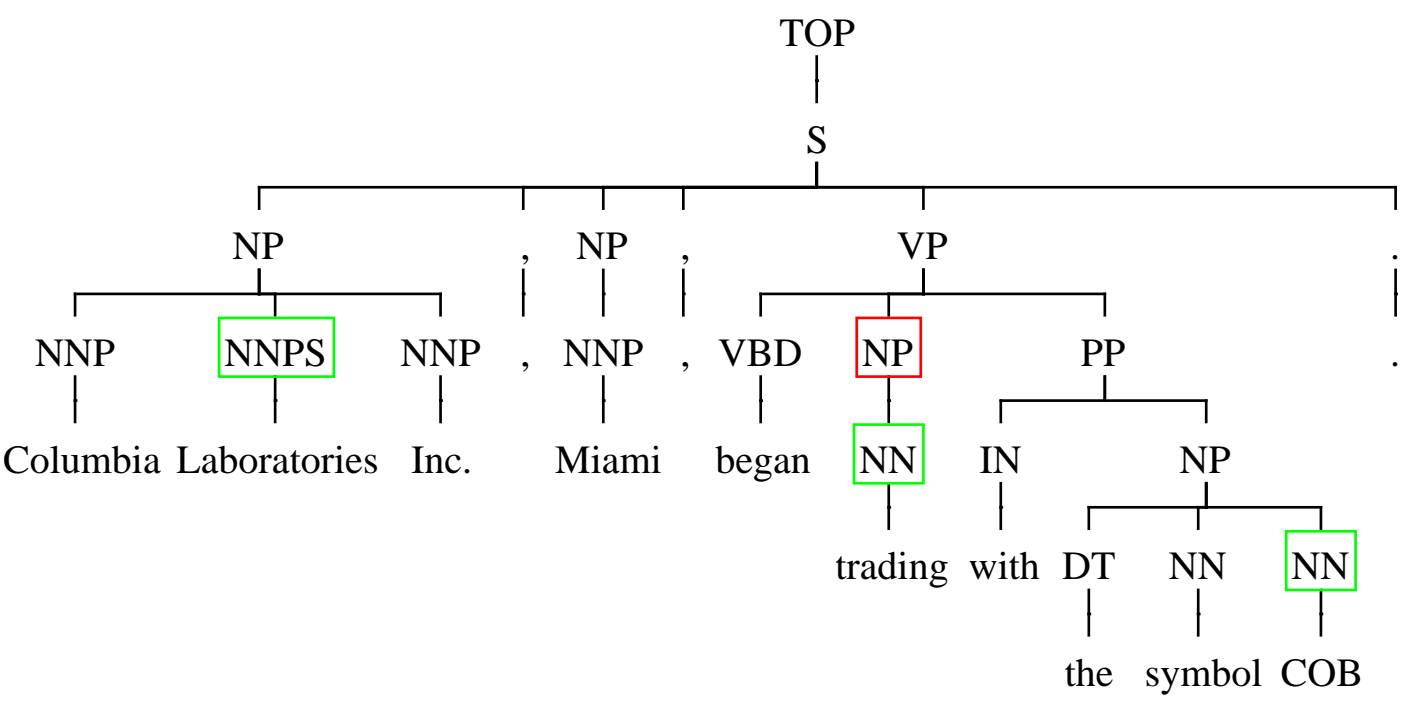 TOP
S
NP , NP , VP .
NNP NNPS NNP , NNP , VBD NP PP .
Columbia Laboratories Inc. Miami began NN IN NP
trading with DT NN NN
the symbol COB